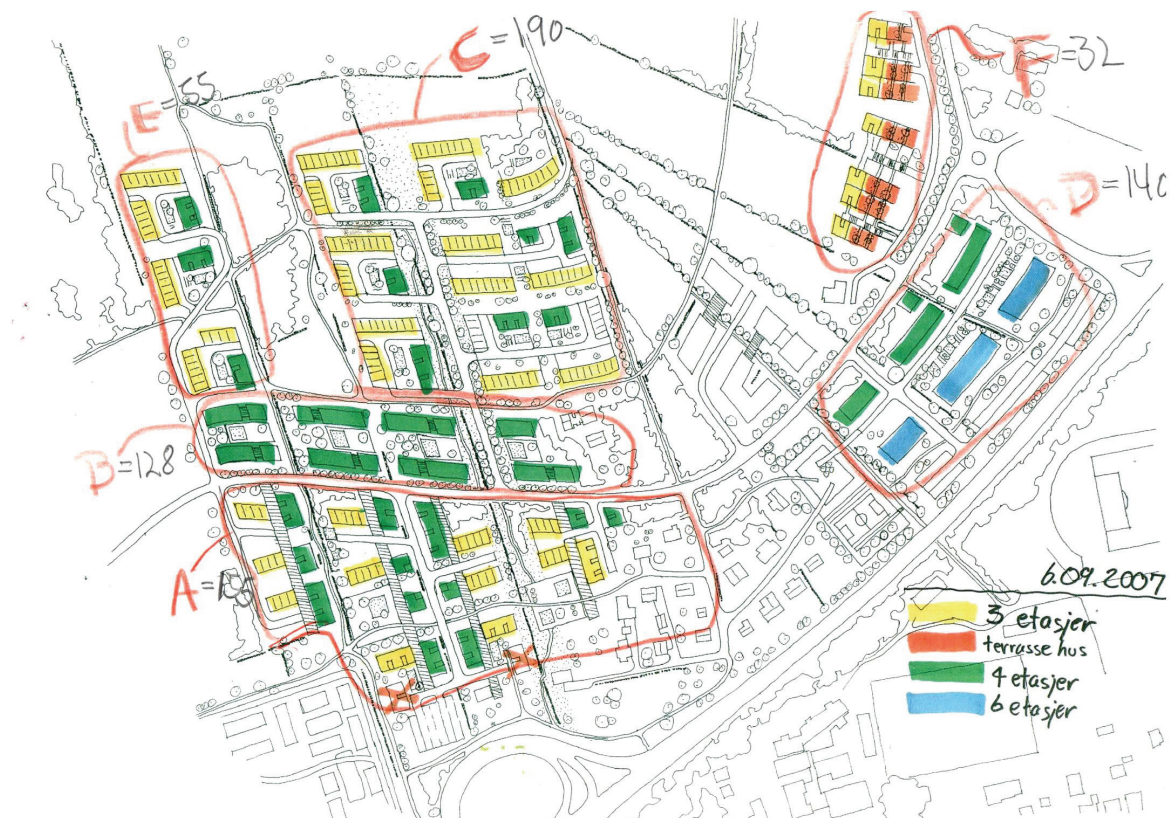 C=190
F=32
E=55
D=140
B=128
6.09.2007
3 etasjer
terrasse hus
4 etasjer
6 etasjer